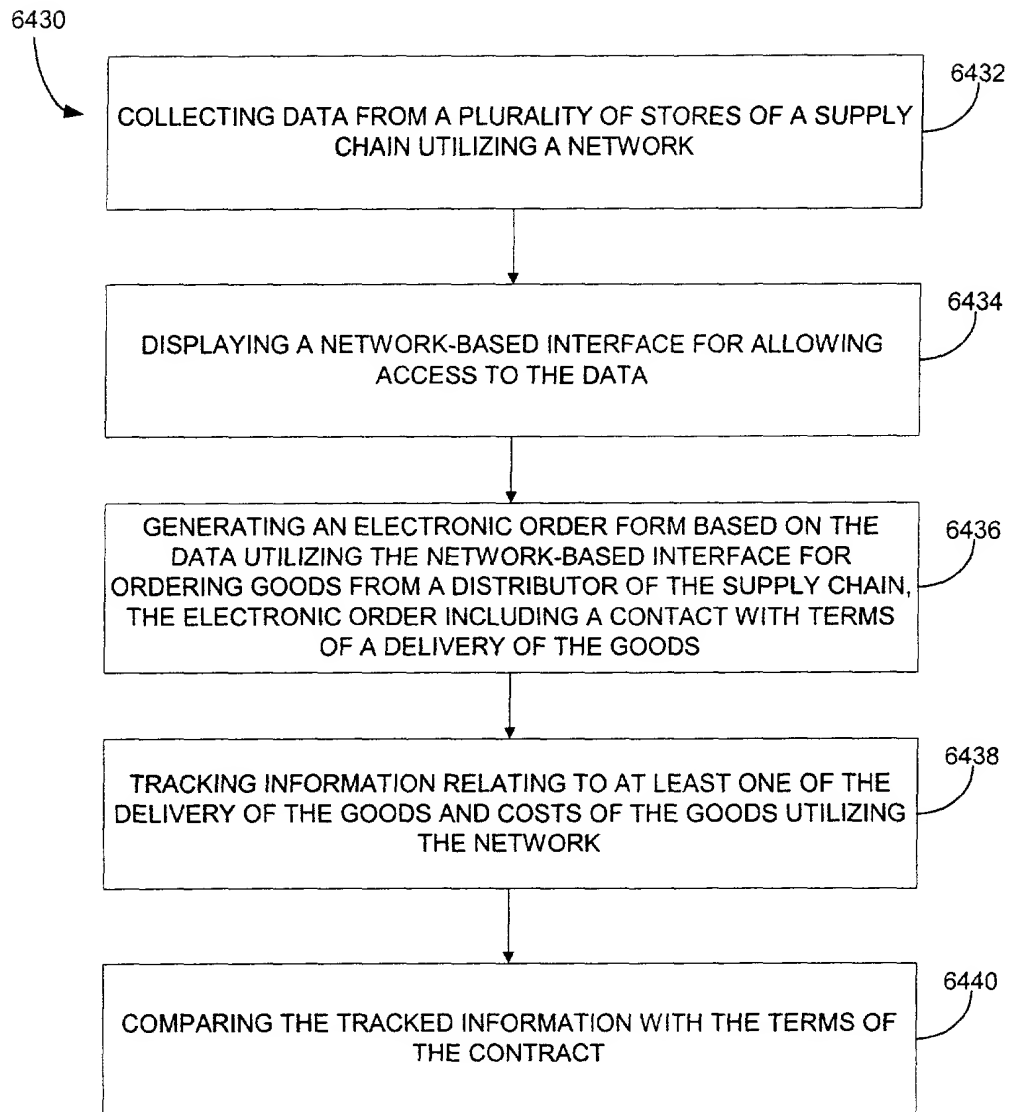 6430
6432
COLLECTING DATA FROM A PLURALITY OF STORES OF A SUPPLY
CHAIN UTILIZING A NETWORK
6434
DISPLAYING A NETWORK-BASED INTERFACE FOR ALLOWING
ACCESS TO THE DATA
6436
GENERATING AN ELECTRONIC ORDER FORM BASED ON THE
DATA UTILIZING THE NETWORK-BASED INTERFACE FOR
ORDERING GOODS FROM A DISTRIBUTOR OF THE SUPPLY CHAIN,
THE ELECTRONIC ORDER INCLUDING A CONTACT WITH TERMS
OF A DELIVERY OF THE GOODS
6438
TRACKING INFORMATION RELATING TO AT LEAST ONE OF THE
DELIVERY OF THE GOODS AND COSTS OF THE GOODS UTILIZING
THE NETWORK
6440
COMPARING THE TRACKED INFORMATION WITH THE TERMS OF
THE CONTRACT